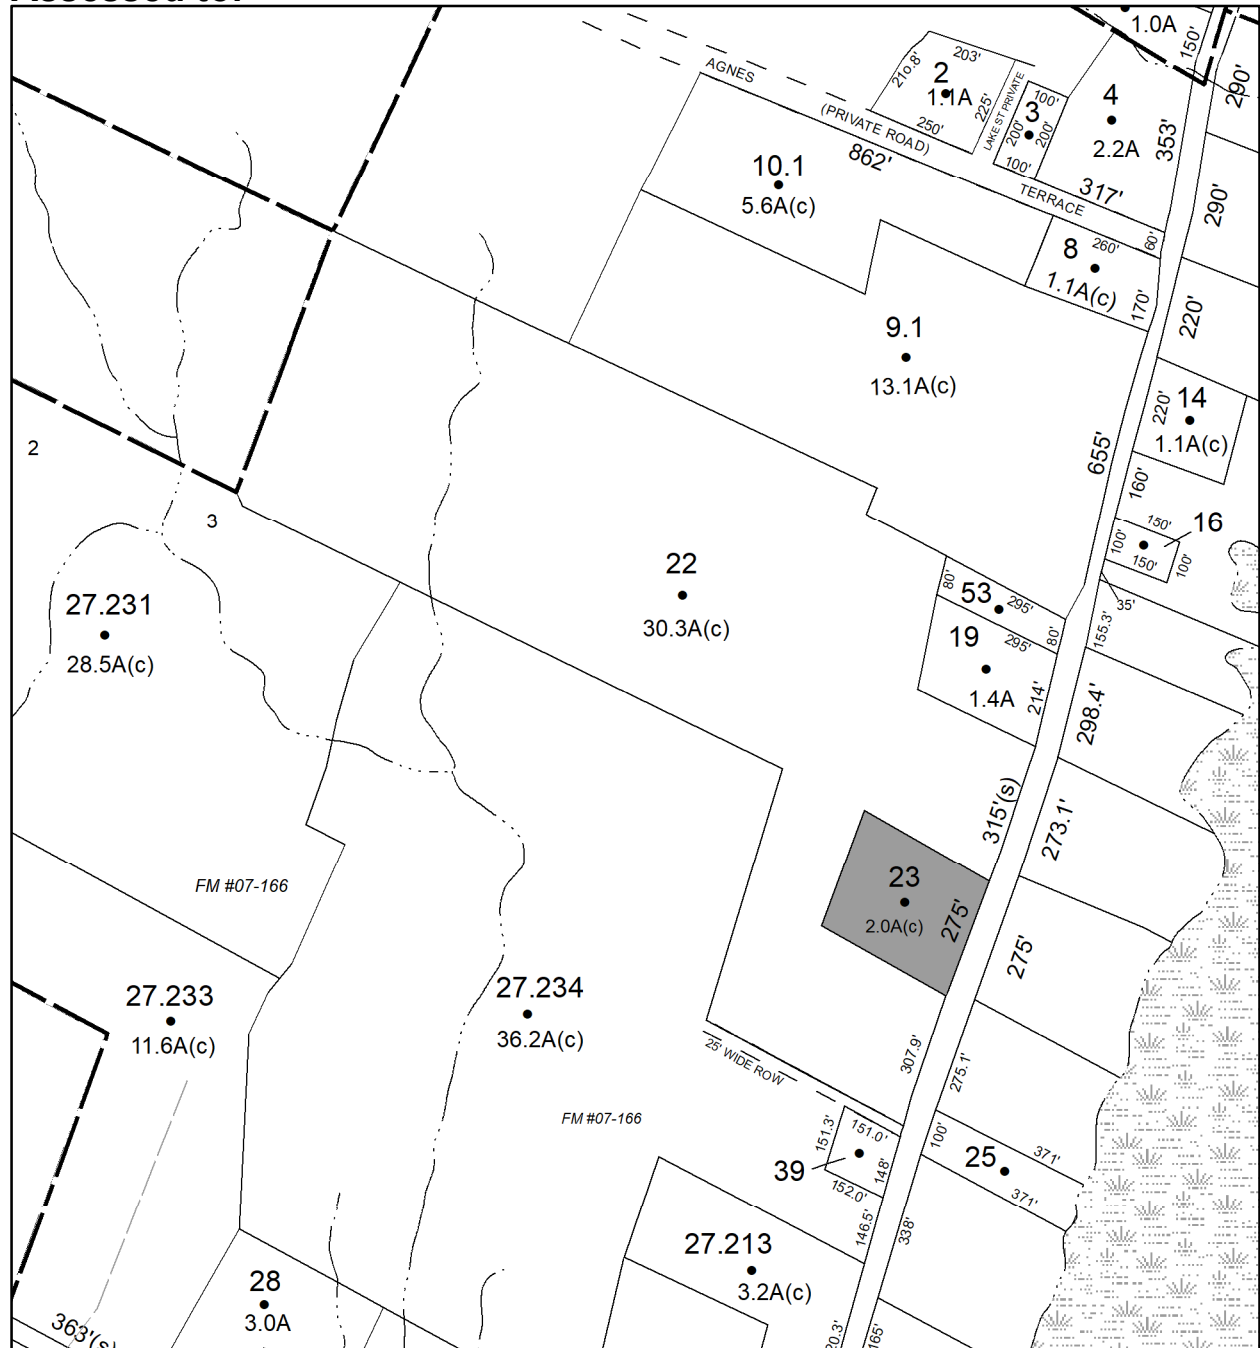 1.0A
150'
290'
AGNES
203'
210.8'
2
1.1A
225'
250'
LAKE ST PRIVATE
100'
3
200'
200'
100'
4
2.2A
353'
(PRIVATE ROAD)
862'
10.1
5.6A(c)
317'
TERRACE
290'
60'
8
260'
1.1A(c)
170'
220'
9.1
13.1A(c)
14
220'
1.1A(c)
655'
2
160'
3
150'
16
100'
150'
100'
22
30.3A(c)
27.231
28.5A(c)
80'
53
295'
35'
19
295'
80'
155.3'
1.4A
214'
298.4'
315'(s)
273.1'
23
2.0A(c)
275'
275'
FM #07-166
27.233
11.6A(c)
27.234
36.2A(c)
25' WIDE ROW
307.9'
275.1'
FM #07-166
151.3'
151.0'
100'
39
148'
152.0'
25
371'
371'
146.5'
338'
27.213
3.2A(c)
28
3.0A
363'(s)
20.3'
165'